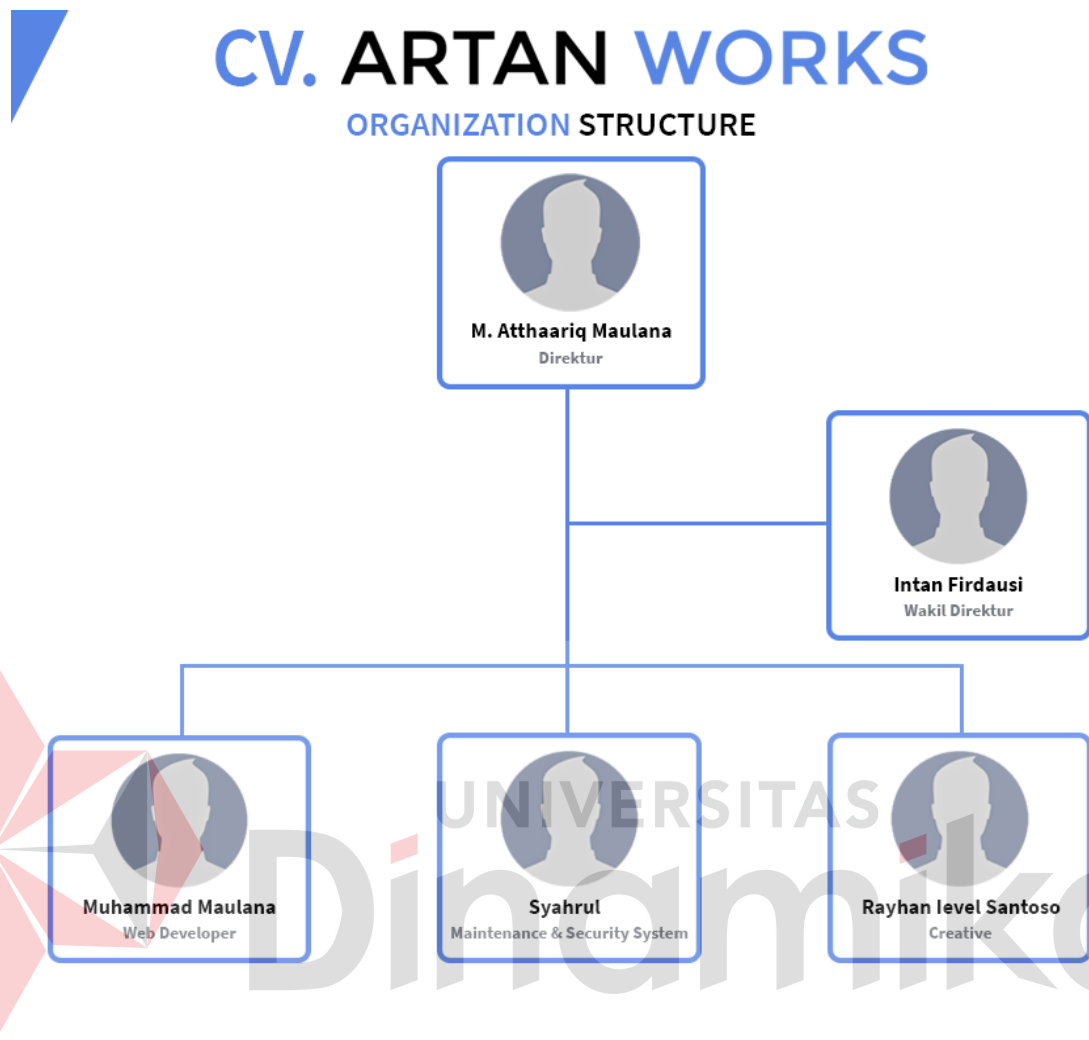 CV. ARTAN WORKS
ORGANIZATION STRUCTURE
M. Atthaariq Maulana
Direktur
Intan Firdausi
Wakil Direktur
Muhammad Maulana
Web Developer
Syahrul
Maintenance & Security System
Rayhan Ievel Santoso
Creative
UNIVERSITAS
Dinamika